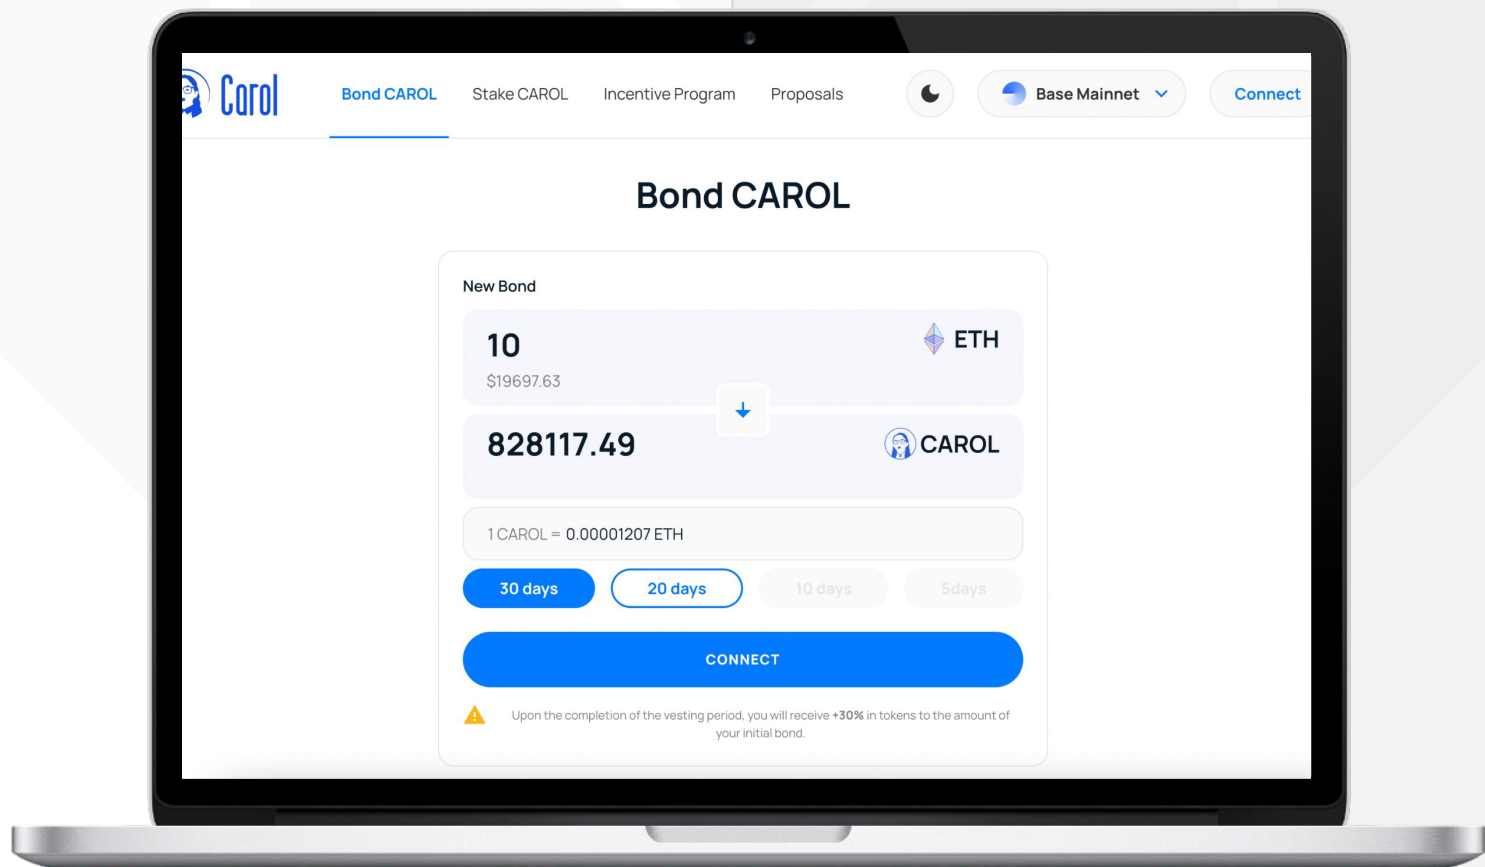 Carol
Bond CAROL
Stake CAROL
Incentive Program
Proposals
Base Mainnet
Connect
Bond CAROL
New Bond
10
ETH
$19697.63
828117.49
CAROL
1 CAROL = 0.00001207 ETH
30 days
20 days
10 days
5days
CONNECT
Upon the completion of the vesting period, you will receive +30% in tokens to the amount of
your initial bond.